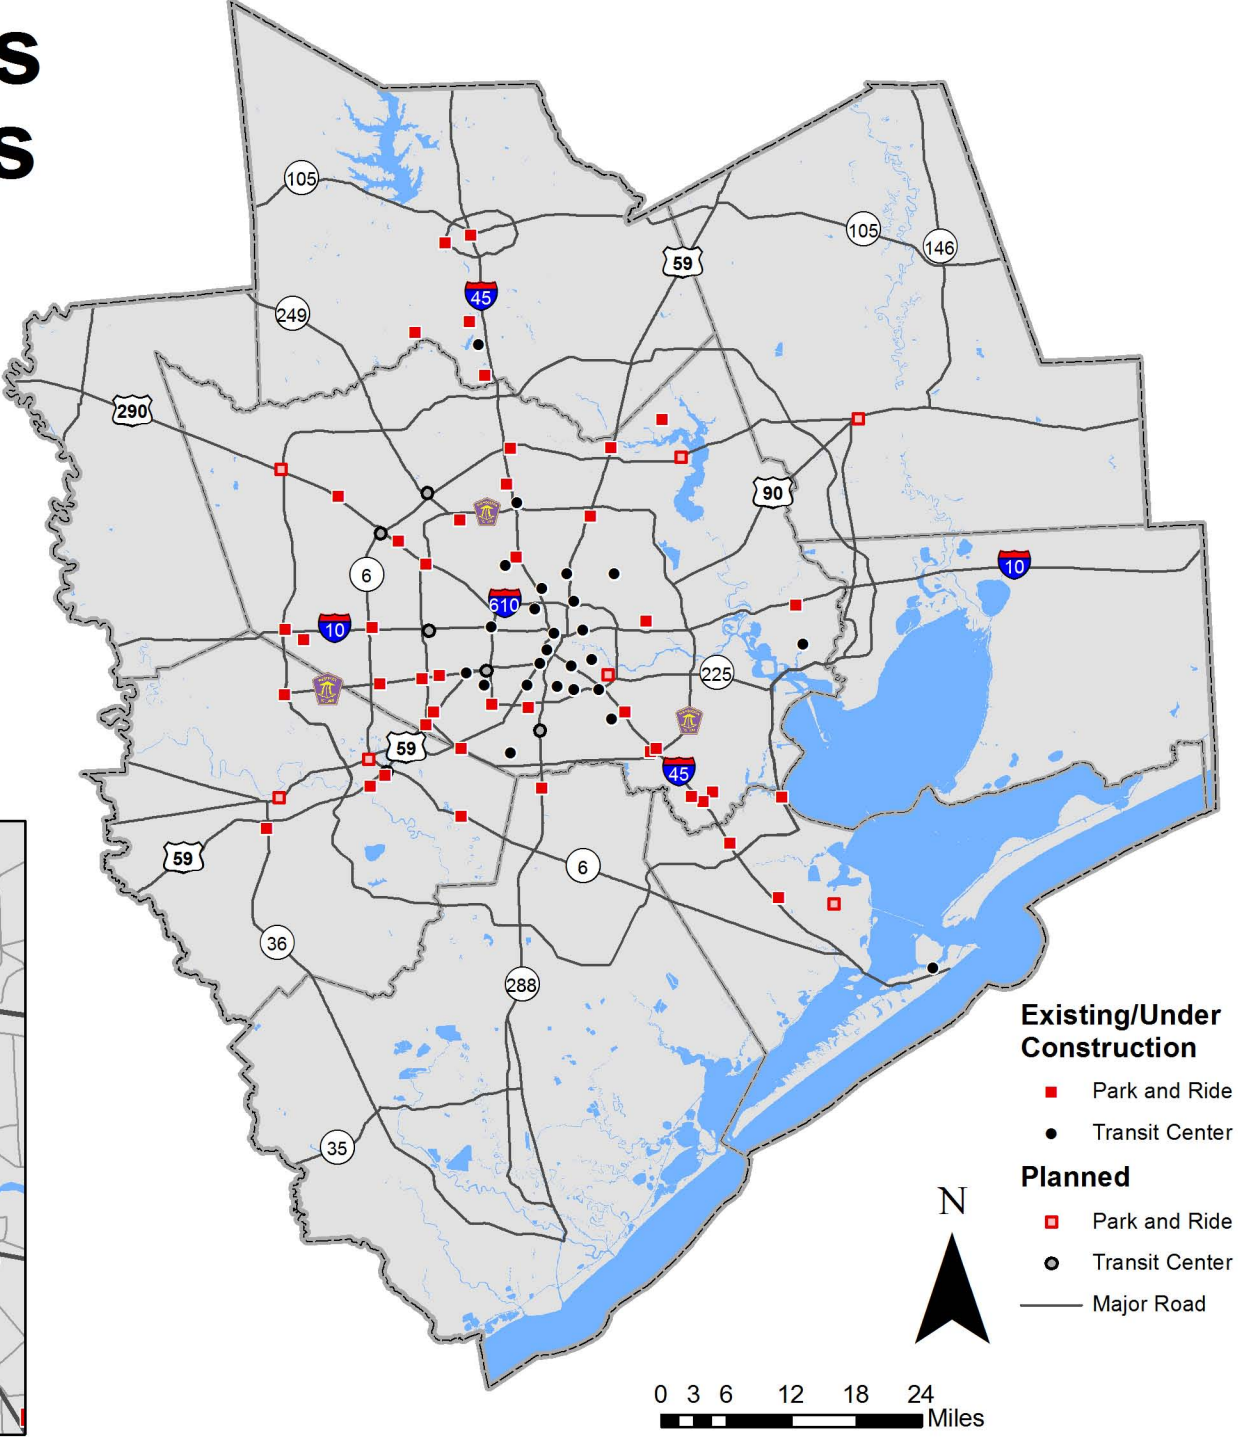 s
s
105
105
146
59
45
249
290
90
6
10
610
10
225
59
45
59
6
36
288
35
Existing/Under
Construction
Park and Ride
Transit Center
Planned
Park and Ride
Transit Center
Major Road
N
0 3 6 12 18 24
Miles